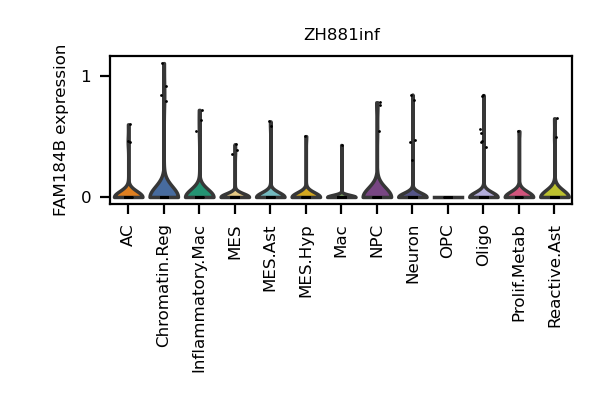 ZH881inf
FAM184B expression
1
0
AC
Chromatin.Reg
Inflammatory.Mac
MES
MES.Ast
MES.Hyp
Mac
NPC
Neuron
OPC
Oligo
Prolif.Metab
Reactive.Ast